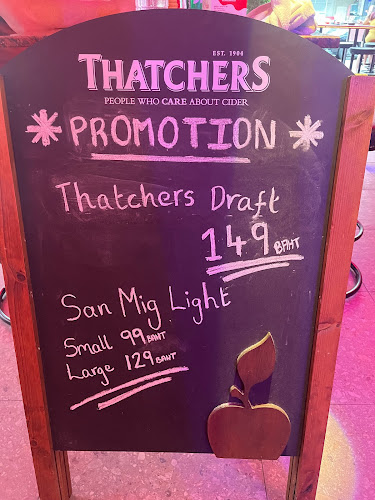 EST. 1904
THATCHERS
PEOPLE WHO CARE ABOUT CIDER
* PROMOTION *
Thatchers Draft
149 BAHT
San Mig Light
Small 99 BAHT
Large 129 BAHT